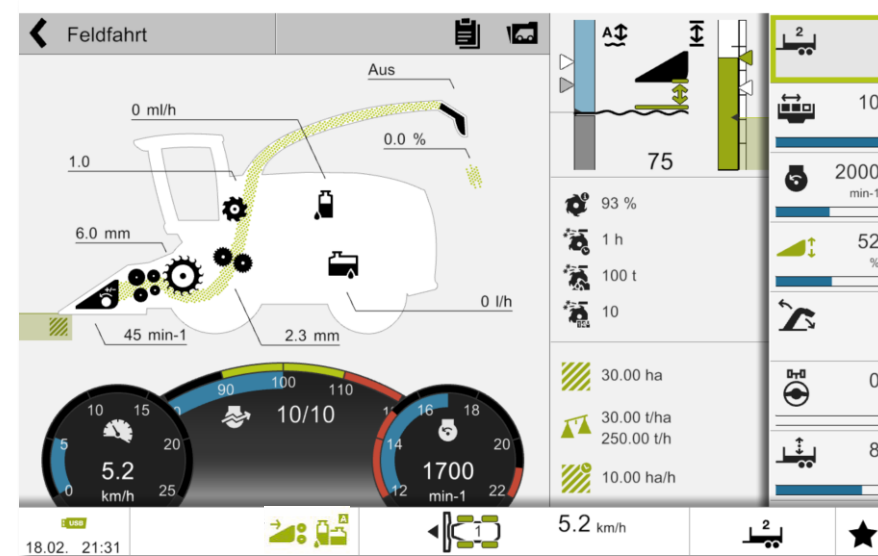 Feldfahrt
Aus
0 ml/h
0.0 %
1.0
6.0 mm
0 l/h
45 min-1
2.3 mm
A
75
93 %
1 h
100 t
10
30.00 ha
30.00 t/ha
250.00 t/h
10.00 ha/h
2
10
2000
min-1
52
%
0
8
90 100 110
10/10
0 5 10 15 20 25
5.2
km/h
12 14 16 18 20 22
1700
min-1
USB
18.02. 21:31
A
1
5.2 km/h
2